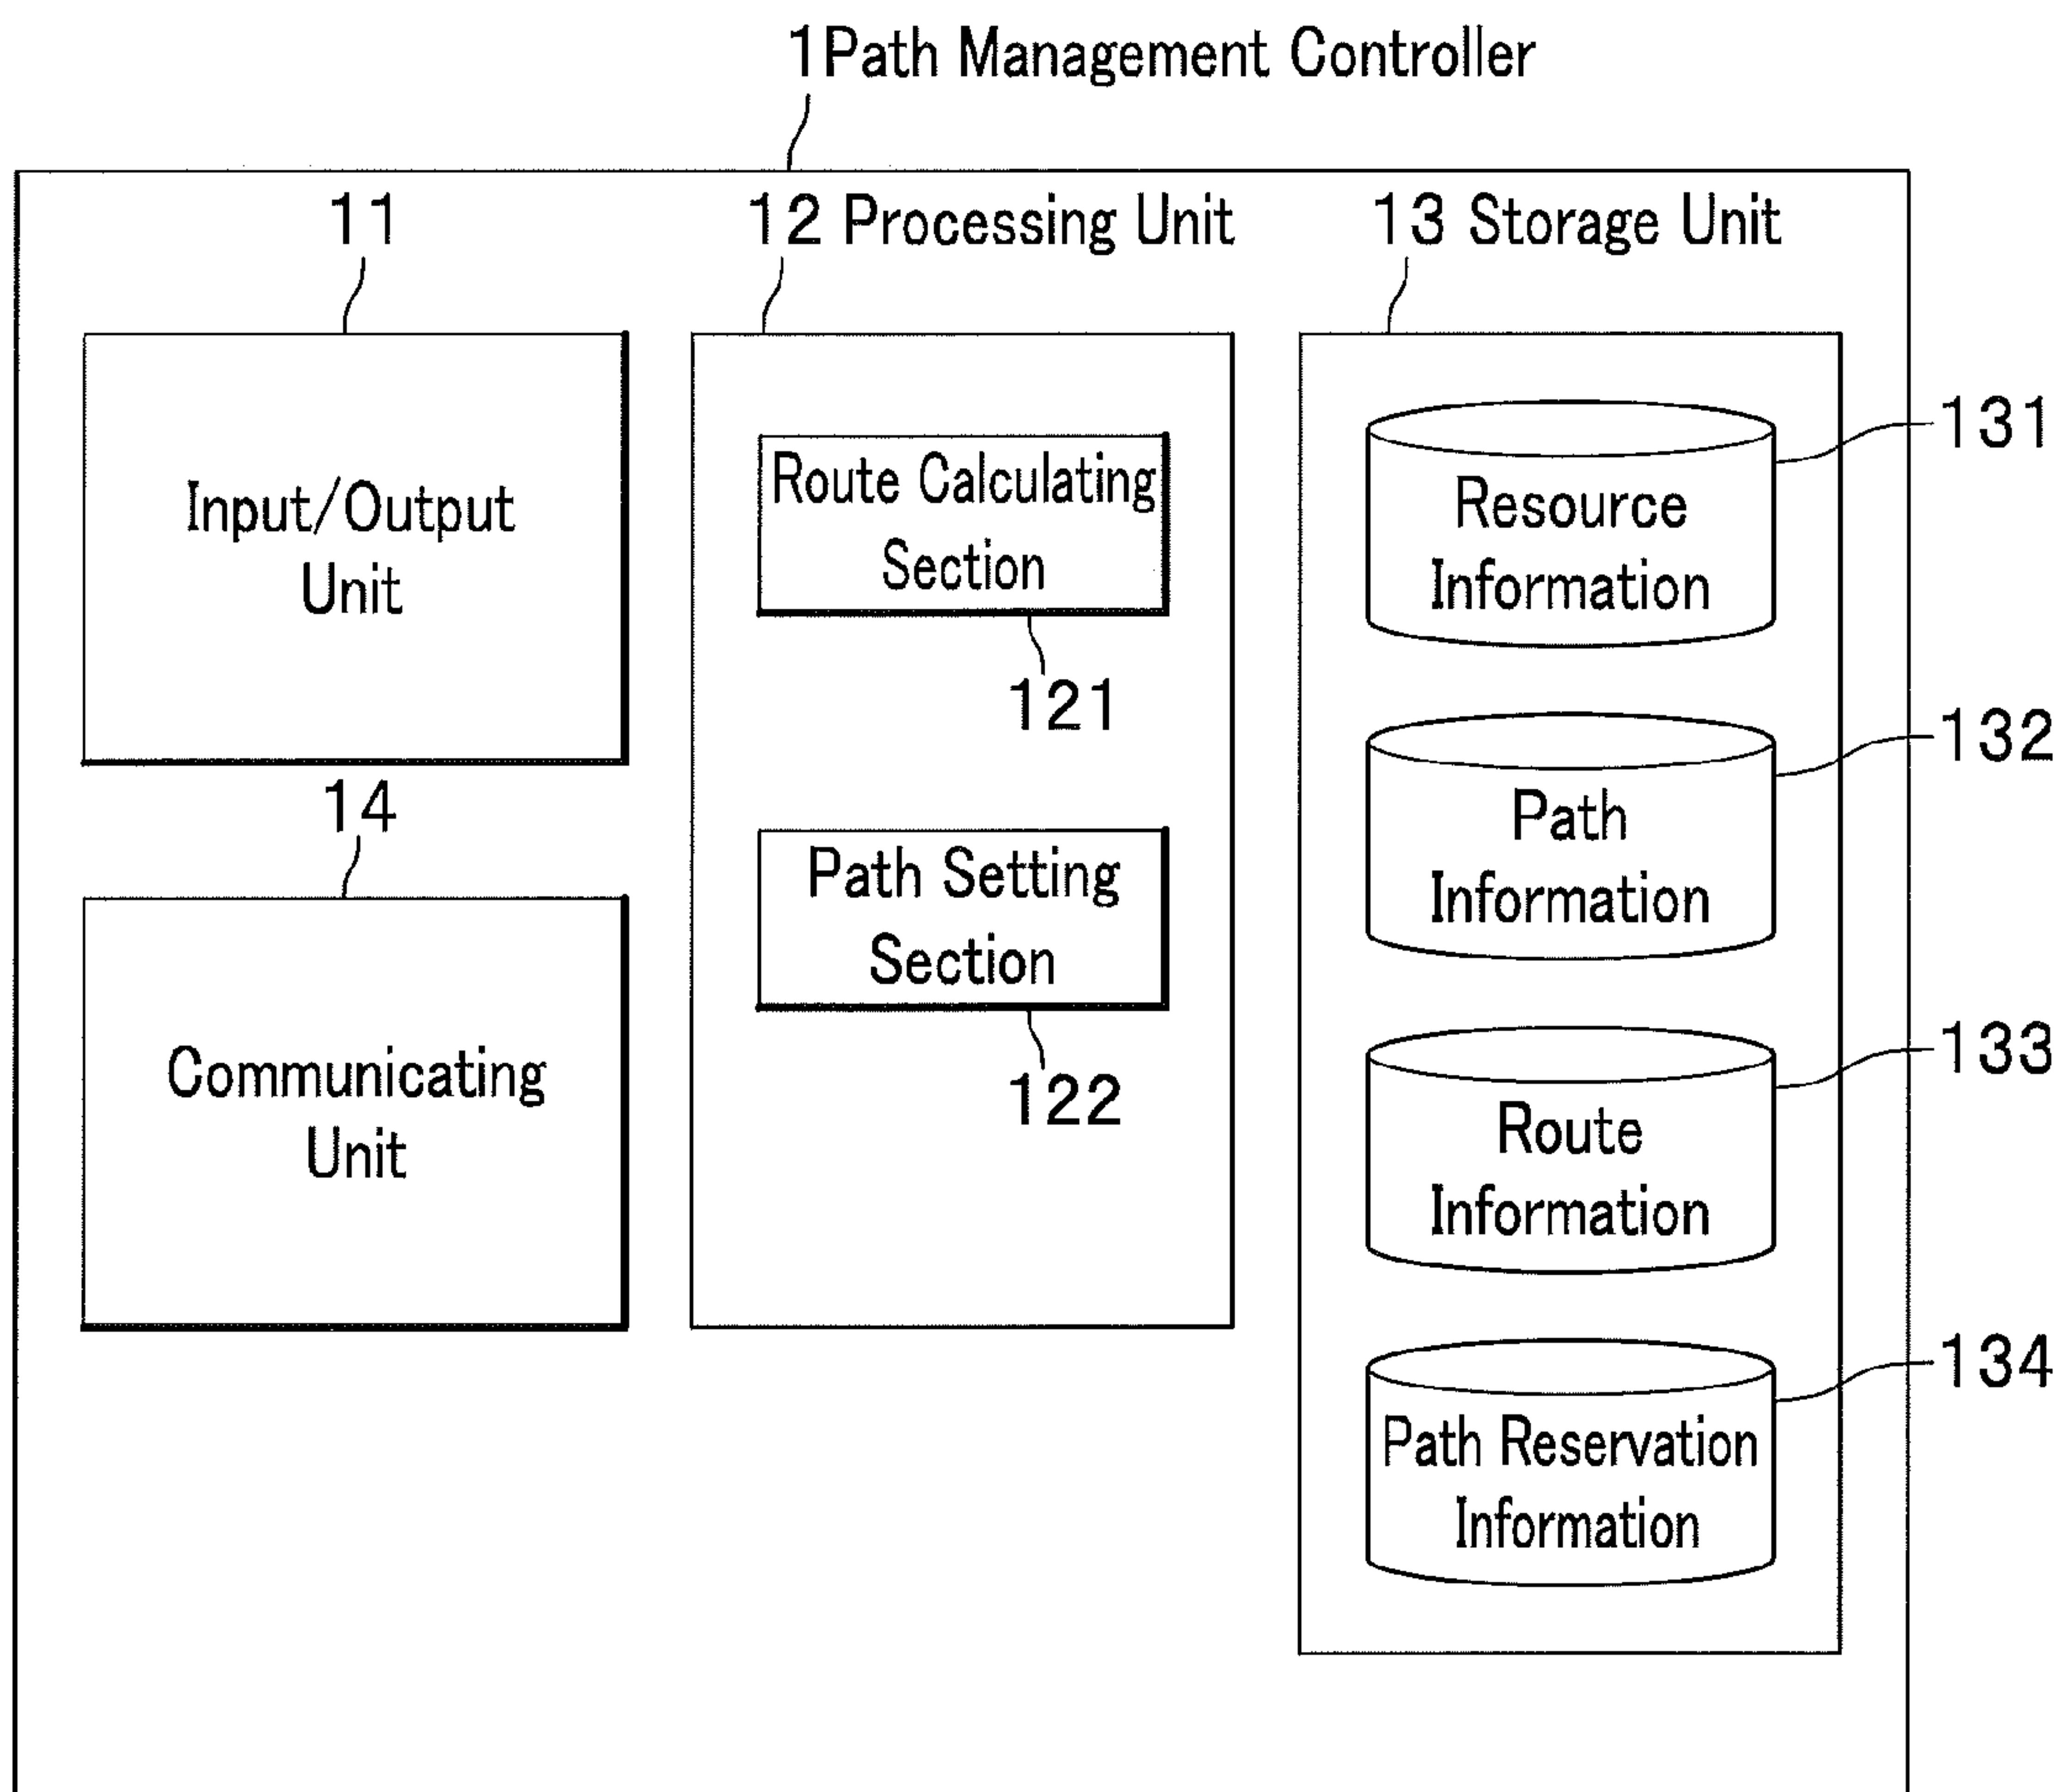 1Path Management Controller
11
12 Processing Unit
13 Storage Unit
Input/Output
Unit
14
Communicating
Unit
Route Calculating
Section
121
Path Setting
Section
122
Resource
Information
131
Path
Information
132
Route
Information
133
Path Reservation
Information
134